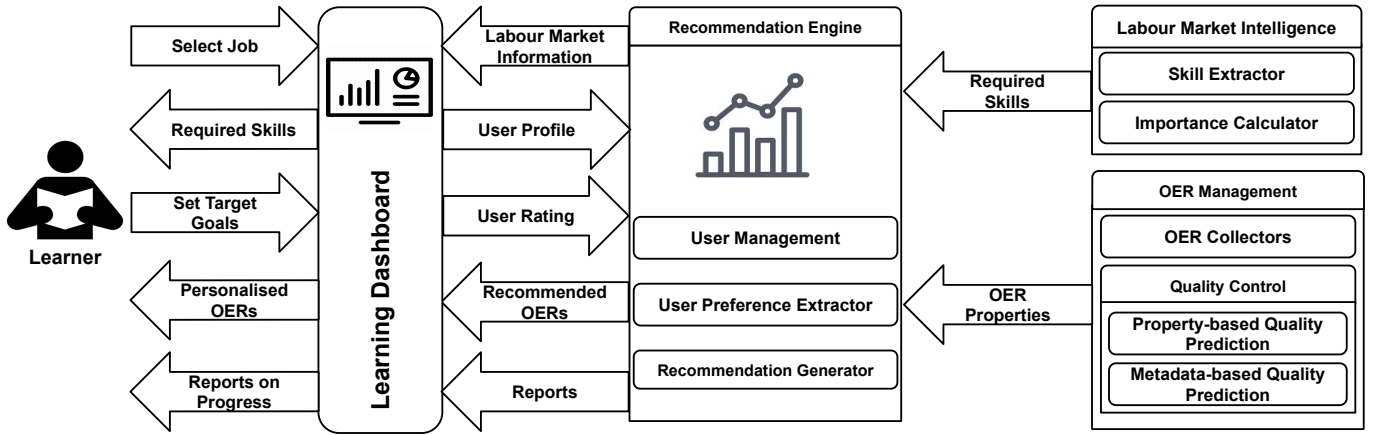 Select Job
Required Skills
Set Target
Goals
Personalised
OERs
Reports on
Progress
Learner
Learning Dashboard
Labour Market
Information
User Profile
User Rating
Recommended
OERs
Reports
Recommendation Engine
User Management
User Preference Extractor
Recommendation Generator
Required
Skills
OER
Properties
Labour Market Intelligence
Skill Extractor
Importance Calculator
OER Management
OER Collectors
Quality Control
Property-based Quality
Prediction
Metadata-based Quality
Prediction